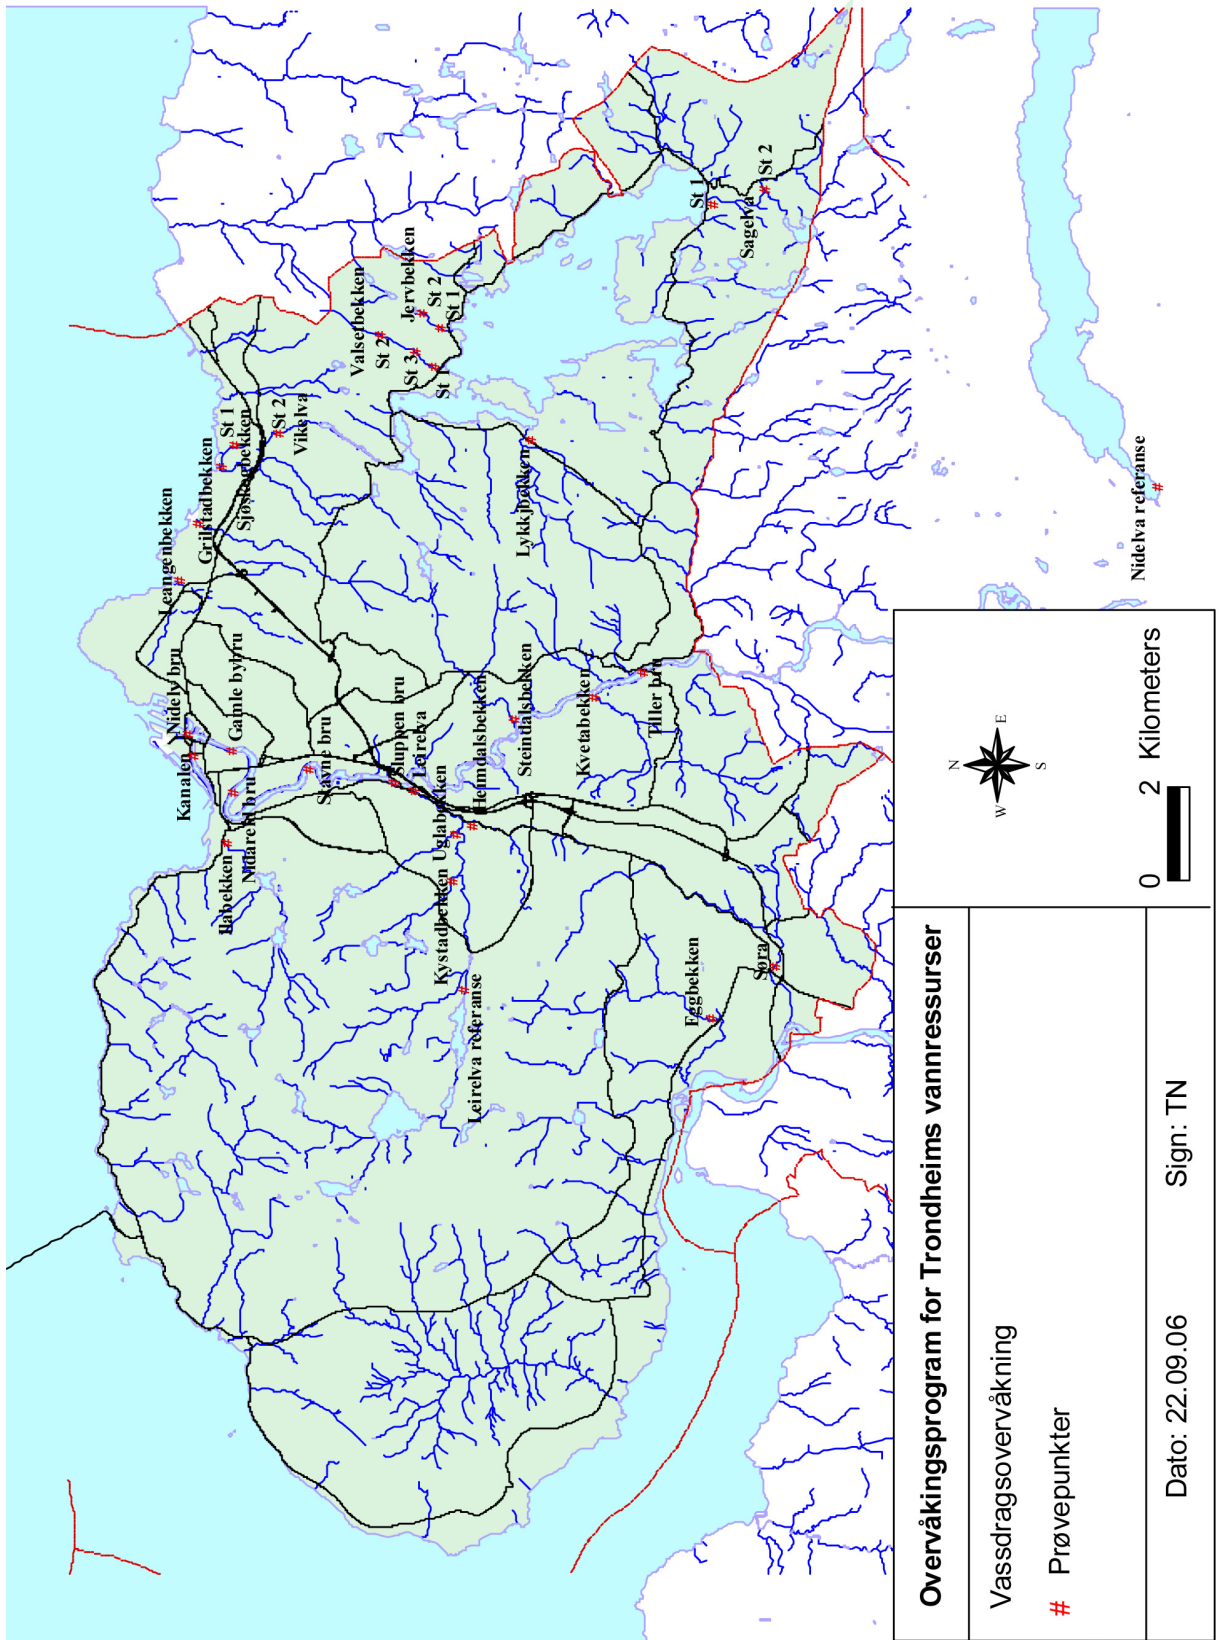 Kanalen
Nidelv bru
Gamle bybru
Leangenbekken
Grilstadbekken
St 1
Sjøskogbekken
St 2
Vikelva
Ilabekken
Nidareid bru
Stavne bru
Sluppen bru
Leirelva
Valsetbekken
St 2
St 3
St 1
Jervbekken
St 2
St 1
Kystadbekken
Uglabekken
Heimdalsbekken
Leirelva referanse
Steindalsbekken
Lykkjbekken
Kvetabekken
Tiller bru
Eggbekken
Søra
St 1
Sagelva
St 2
Nidelva referanse
Overvåkingsprogram for Trondheims vannressurser
Vassdragsovervåkning
# Prøvepunkter
Dato: 22.09.06
Sign: TN
N
W
E
S
0
2 Kilometers